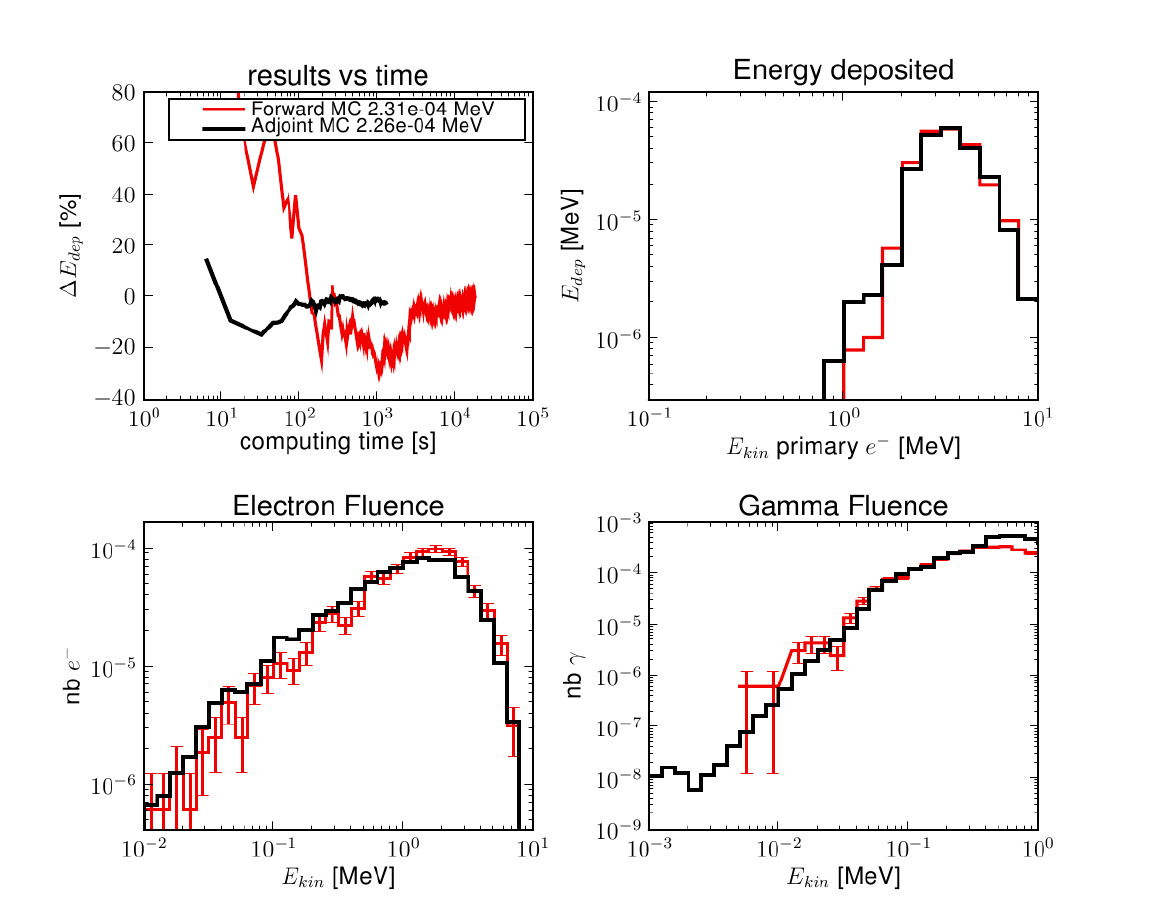 results vs time
80
60
40
20
0
−20
−40
ΔE_dep [%]
Forward MC 2.31e-04 MeV
Adjoint MC 2.26e-04 MeV
10^0 10^1 10^2 10^3 10^4 10^5
computing time [s]
Energy deposited
10^−4
10^−5
10^−6
E_dep [MeV]
10^−1 10^0 10^1
E_kin primary e^− [MeV]
Electron Fluence
10^−4
10^−5
10^−6
nb e^−
10^−2 10^−1 10^0 10^1
E_kin [MeV]
Gamma Fluence
10^−3
10^−4
10^−5
10^−6
10^−7
10^−8
10^−9
nb γ
10^−3 10^−2 10^−1 10^0
E_kin [MeV]